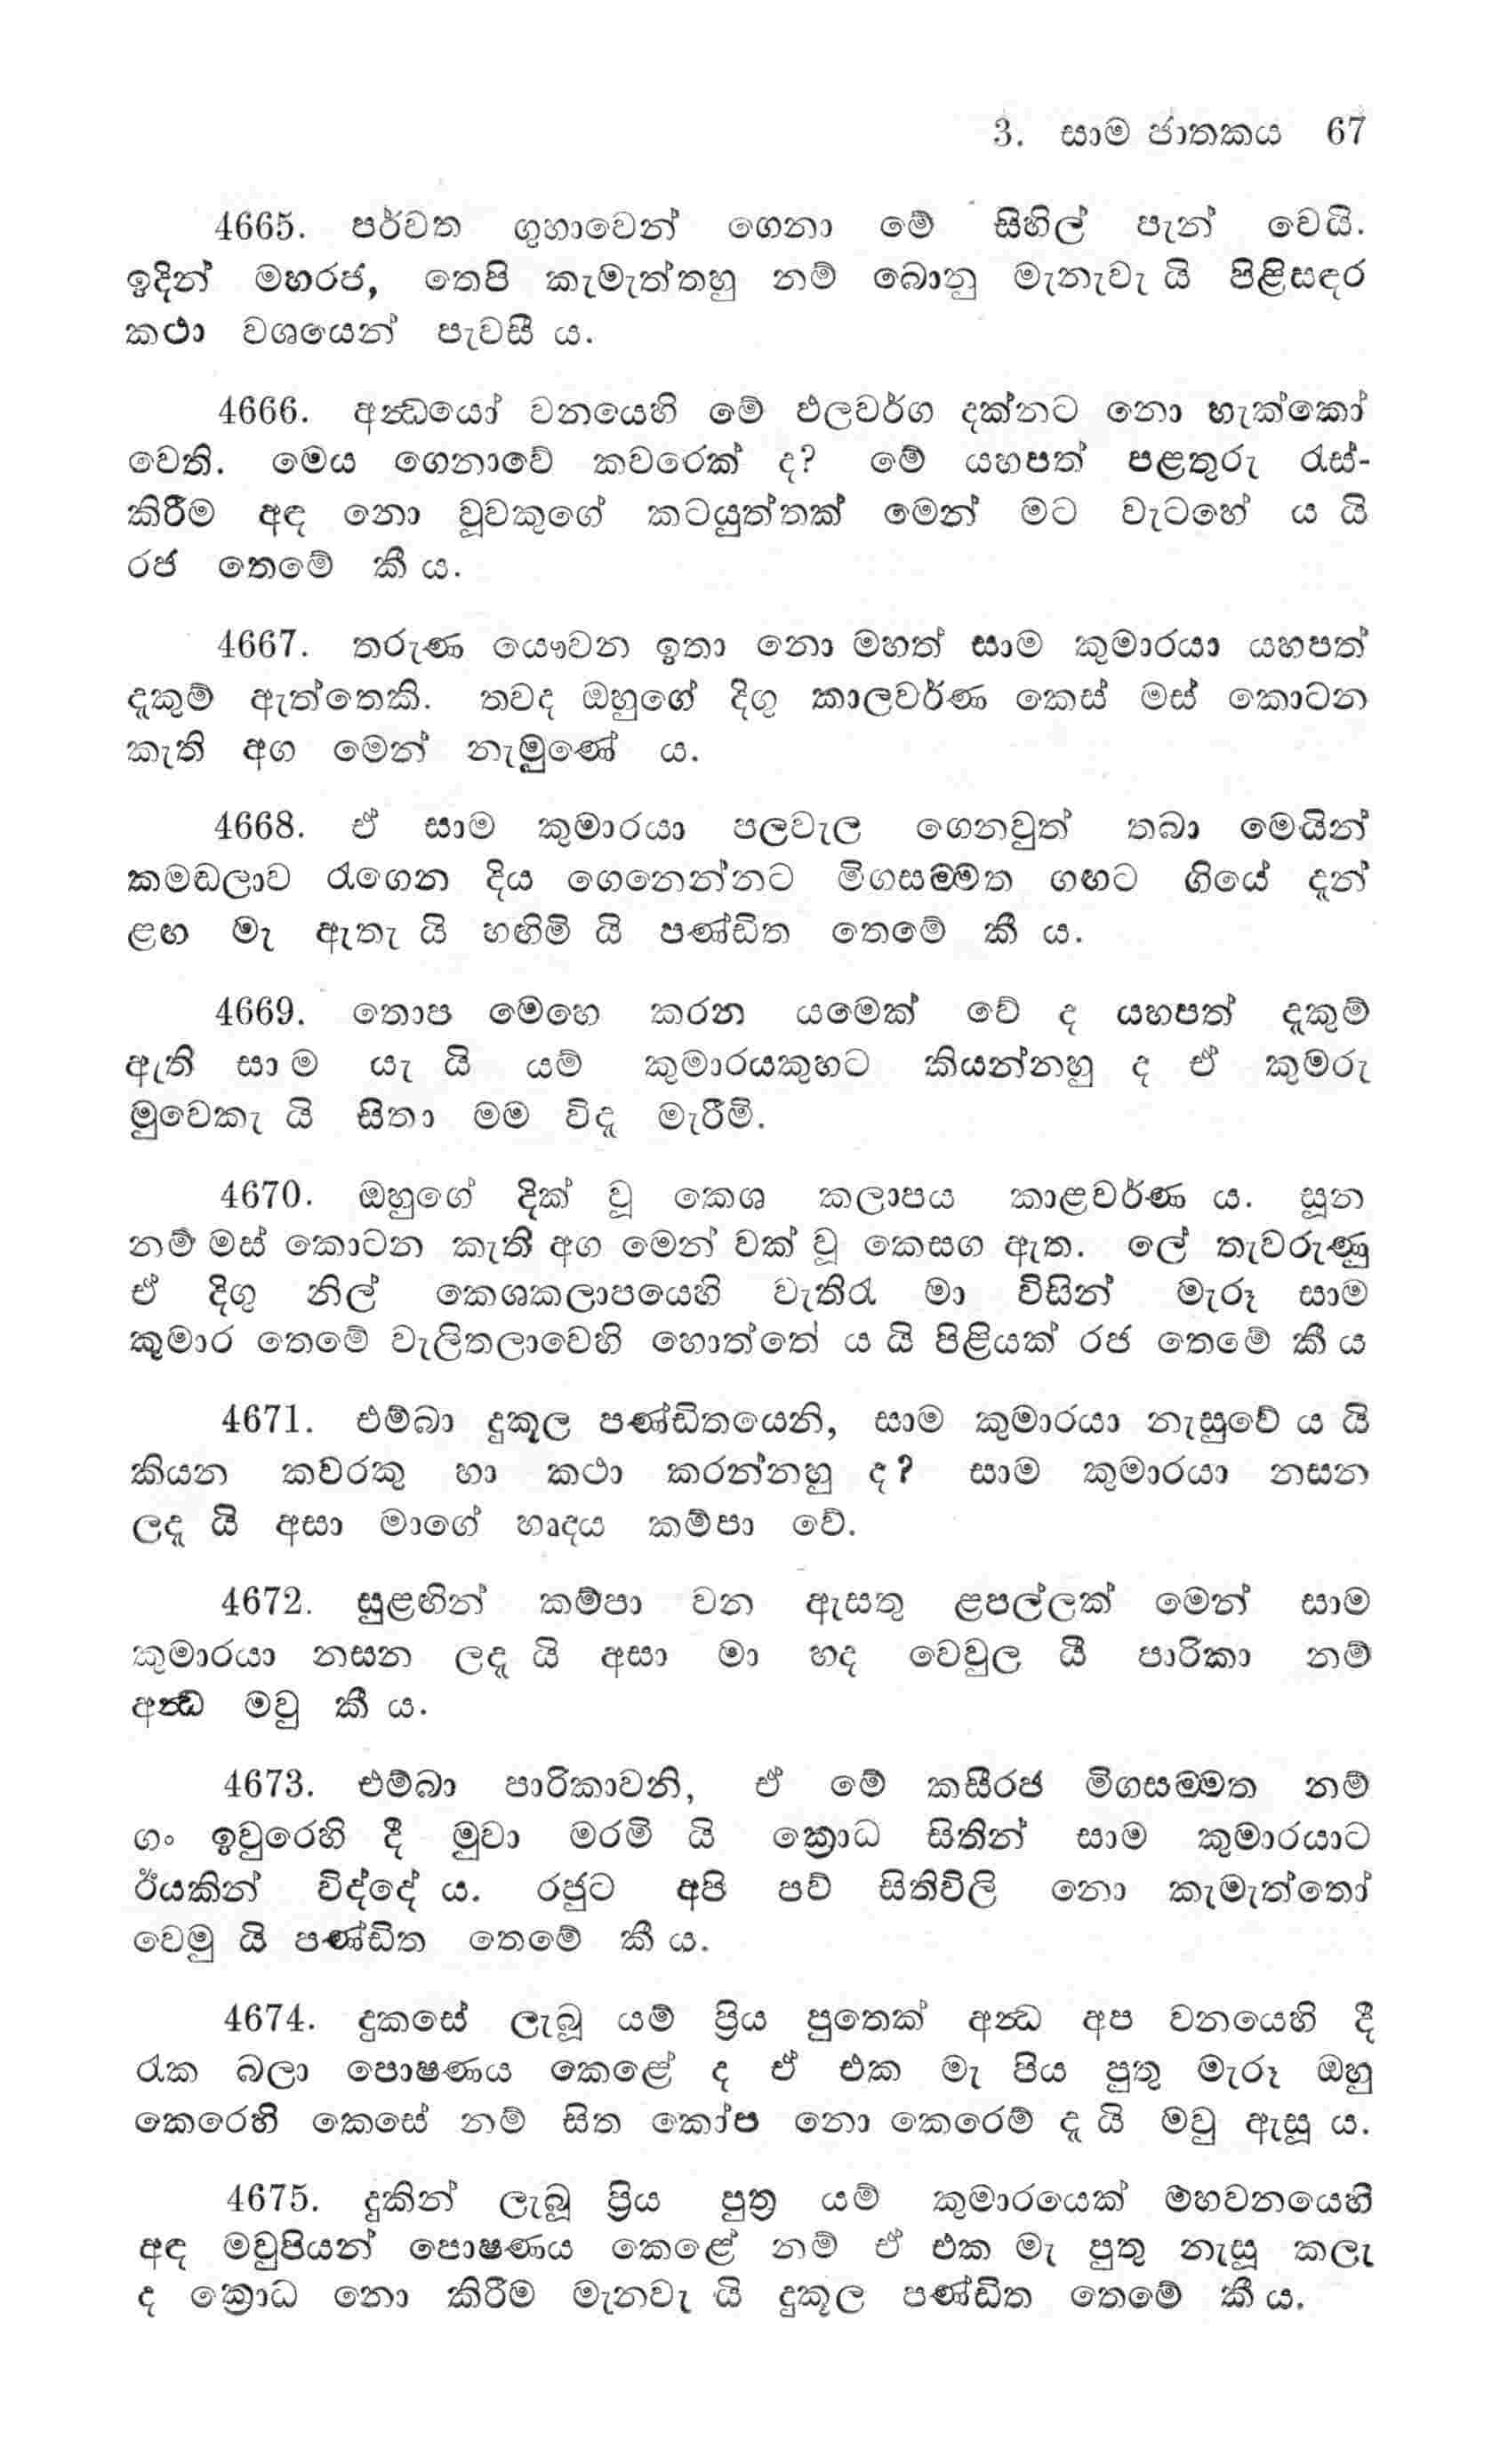 3. සාම ජාතකය 67
4665. පර්වත ගුහාවෙන් ගෙනා මේ සිහිල් පැන් වෙයි.
ඉදින් මහරජ, තෙපි කැමැත්තහු නම් බොනු මැනැවැ යි පිළිසඳර
කථා වශයෙන් පැවසී ය.
4666. අන්‍ධයෝ වනයෙහි මේ ඵලවර්ග දක්නට නො හැක්කෝ
වෙති. මෙය ගෙනාවේ කවරෙක් ද? මේ යහපත් පළතුරු රැස්-
කිරීම අඳ නො වූවකුගේ කටයුත්තක් මෙන් මට වැටහේ ය යි
රජ තෙමේ කී ය.
4667. තරුණ යෞවන ඉතා නො මහත් සාම කුමාරයා යහපත්
දැකුම් ඇත්තෙකි. තවද ඔහුගේ දිගු කාලවර්ණ කෙස් මස් කොටන
කැති අග මෙන් නැමුණේ ය.
4668. ඒ සාම කුමාරයා පලවැල ගෙනවුත් තබා මෙයින්
කමඬලාව රැගෙන දිය ගෙනෙන්නට මිගසම්මත ගඟට ගියේ දැන්
ළඟ මැ ඇතැ යි හඟිමි යි පණ්ඩිත තෙමේ කී ය.
4669. තොප මෙහෙ කරන යමෙක් වේ ද යහපත් දැකුම්
ඇති සාම යැ යි යම් කුමාරයකුහට කියන්නහු ද ඒ කුමරු
මුවෙකැ යි සිතා මම විදැ මැරීමි.
4670. ඔහුගේ දික් වූ කෙශ කලාපය කාළවර්ණ ය. සූන
නම් මස් කොටන කැති අග මෙන් වක් වූ කෙසග ඇත. ලේ තැවරුණු
ඒ දිගු නිල් කෙශකලාපයෙහි වැතිරැ මා විසින් මැරූ සාම
කුමාර තෙමේ වැලිතලාවෙහි හොත්තේ ය යි පිළියක් රජ තෙමේ කී ය
4671. එම්බා දුකූල පණ්ඩිතයෙනි, සාම කුමාරයා නැසුවේ ය යි
කියන කවරකු හා කථා කරන්නහු ද? සාම කුමාරයා නසන
ලදැ යි අසා මාගේ හෘදය කම්පා වේ.
4672. සුළඟින් කම්පා වන ඇසතු ළපල්ලක් මෙන් සාම
කුමාරයා නසන ලදැ යි අසා මා හද වෙවුල යී පාරිකා නම්
අන්‍ධ මවු කී ය.
4673. එම්බා පාරිකාවනි, ඒ මේ කසීරජ මිගසම්මත නම්
ගං ඉවුරෙහි දී මුවා මරමි යි ක්‍රොධ සිතින් සාම කුමාරයාට
ඊයකින් විද්දේ ය. රජුට අපි පව් සිතිවිලි නො කැමැත්තෝ
වෙමු යි පණ්ඩිත තෙමේ කී ය.
4674. දුකසේ ලැබූ යම් ප්‍රිය පුතෙක් අන්‍ධ අප වනයෙහි දී
රැක බලා පොෂණය කෙළේ ද ඒ එක මැ පිය පුතු මැරූ ඔහු
කෙරෙහි කෙසේ නම් සිත කෝප නො කෙරෙම් දැ යි මවු ඇසූ ය.
4675. දුකින් ලැබූ ප්‍රිය පුත්‍ර යම් කුමාරයෙක් මහවනයෙහි
අඳ මවුපියන් පොෂණය කෙළේ නම් ඒ එක මැ පුතු නැසූ කලැ
ද ක්‍රොධ නො කිරීම මැනවැ යි දුකූල පණ්ඩිත තෙමේ කී ය.